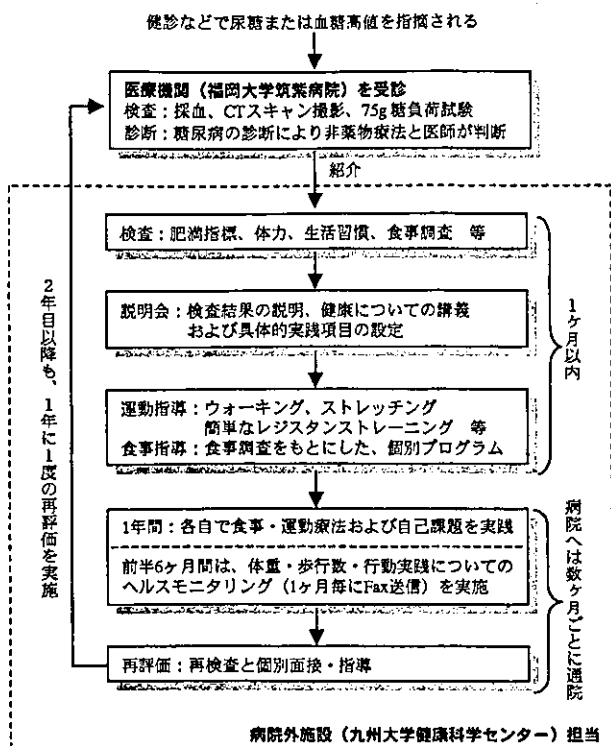 健診などで尿糖または血糖高値を指摘される
医療機関（福岡大学筑紫病院）を受診
検査：採血、CTスキャン撮影、75g糖負荷試験
診断：糖尿病の診断により非薬物療法と医師が判断
紹介
検査：肥満指標、体力、生活習慣、食事調査　等
説明会：検査結果の説明、健康についての講義
および具体的実践項目の設定
運動指導：ウォーキング、ストレッチング
簡単なレジスタンストレーニング　等
食事指導：食事調査をもとにした、個別プログラム
1ヶ月以内
1年間：各自で食事・運動療法および自己課題を実践
前半6ヶ月間は、体重・歩行数・行動実践についての
ヘルスモニタリング（1ヶ月毎にFax送信）を実施
病院へは数ヶ月ごとに通院
再評価：再検査と個別面接・指導
2年目以降も、1年に1度の再評価を実施
病院外施設（九州大学健康科学センター）担当